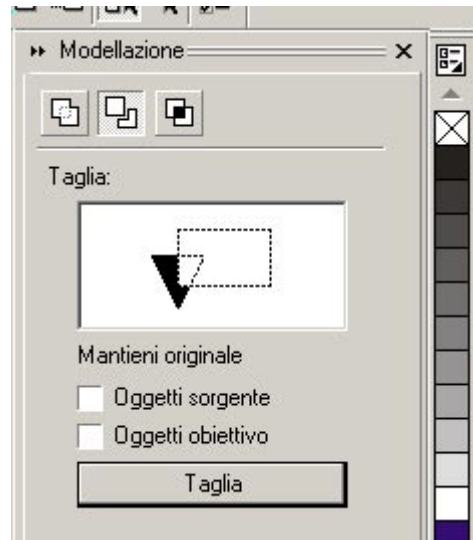 Modellazione
Taglia:
Mantieni originale
Oggetti sorgente
Oggetti obiettivo
Taglia